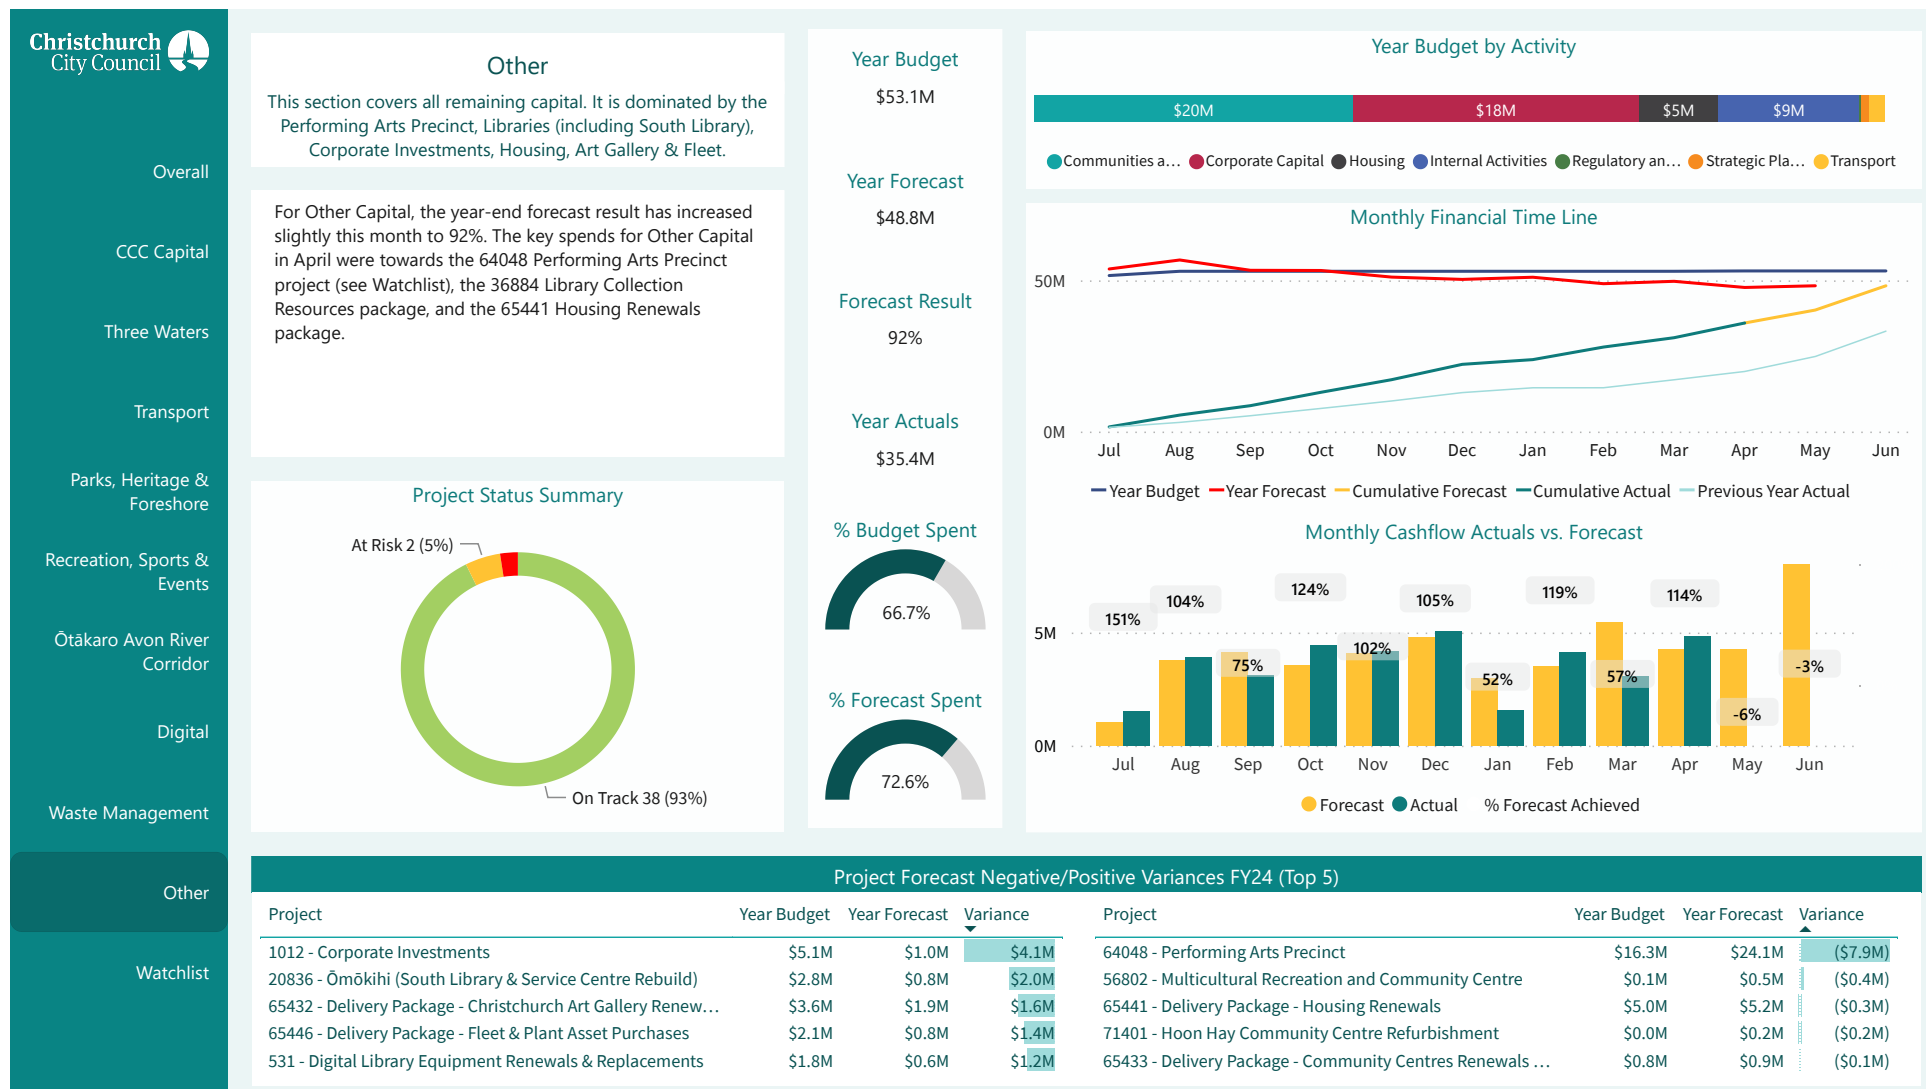 Christchurch
City Council
Overall
CCC Capital
Three Waters
Transport
Parks, Heritage &
Foreshore
Recreation, Sports &
Events
Ōtākaro Avon River
Corridor
Digital
Waste Management
Other
Watchlist
Other
This section covers all remaining capital. It is dominated by the
Performing Arts Precinct, Libraries (including South Library),
Corporate Investments, Housing, Art Gallery & Fleet.
For Other Capital, the year-end forecast result has increased
slightly this month to 92%. The key spends for Other Capital
in April were towards the 64048 Performing Arts Precinct
project (see Watchlist), the 36884 Library Collection
Resources package, and the 65441 Housing Renewals
package.
Project Status Summary
At Risk 2 (5%)
On Track 38 (93%)
Year Budget
$53.1M
Year Forecast
$48.8M
Forecast Result
92%
Year Actuals
$35.4M
% Budget Spent
66.7%
% Forecast Spent
72.6%
Year Budget by Activity
$20M $18M $5M $9M
Communities a... Corporate Capital Housing Internal Activities Regulatory an... Strategic Pla... Transport
Monthly Financial Time Line
50M
0M
Jul Aug Sep Oct Nov Dec Jan Feb Mar Apr May Jun
Year Budget Year Forecast Cumulative Forecast Cumulative Actual Previous Year Actual
Monthly Cashflow Actuals vs. Forecast
5M
0M
151% 104% 75% 124% 102% 105% 52% 119% 57% 114% -6% -3%
Jul Aug Sep Oct Nov Dec Jan Feb Mar Apr May Jun
Forecast Actual % Forecast Achieved
Project Forecast Negative/Positive Variances FY24 (Top 5)
Project Year Budget Year Forecast Variance
1012 - Corporate Investments $5.1M $1.0M $4.1M
20836 - Ōmōkihi (South Library & Service Centre Rebuild) $2.8M $0.8M $2.0M
65432 - Delivery Package - Christchurch Art Gallery Renew... $3.6M $1.9M $1.6M
65446 - Delivery Package - Fleet & Plant Asset Purchases $2.1M $0.8M $1.4M
531 - Digital Library Equipment Renewals & Replacements $1.8M $0.6M $1.2M
Project Year Budget Year Forecast Variance
64048 - Performing Arts Precinct $16.3M $24.1M ($7.9M)
56802 - Multicultural Recreation and Community Centre $0.1M $0.5M ($0.4M)
65441 - Delivery Package - Housing Renewals $5.0M $5.2M ($0.3M)
71401 - Hoon Hay Community Centre Refurbishment $0.0M $0.2M ($0.2M)
65433 - Delivery Package - Community Centres Renewals ... $0.8M $0.9M ($0.1M)